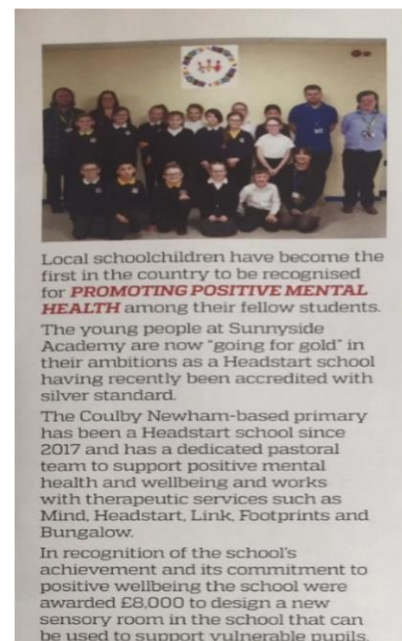 Local schoolchildren have become the
first in the country to be recognised
for PROMOTING POSITIVE MENTAL
HEALTH among their fellow students.
The young people at Sunnyside
Academy are now "going for gold" in
their ambitions as a Headstart school
having recently been accredited with
silver standard.
The Coulby Newham-based primary
has been a Headstart school since
2017 and has a dedicated pastoral
team to support positive mental
health and wellbeing and works
with therapeutic services such as
Mind, Headstart, Link, Footprints and
Bungalow.
In recognition of the school's
achievement and its commitment to
positive wellbeing the school were
awarded £8,000 to design a new
sensory room in the school that can
be used to support vulnerable pupils.